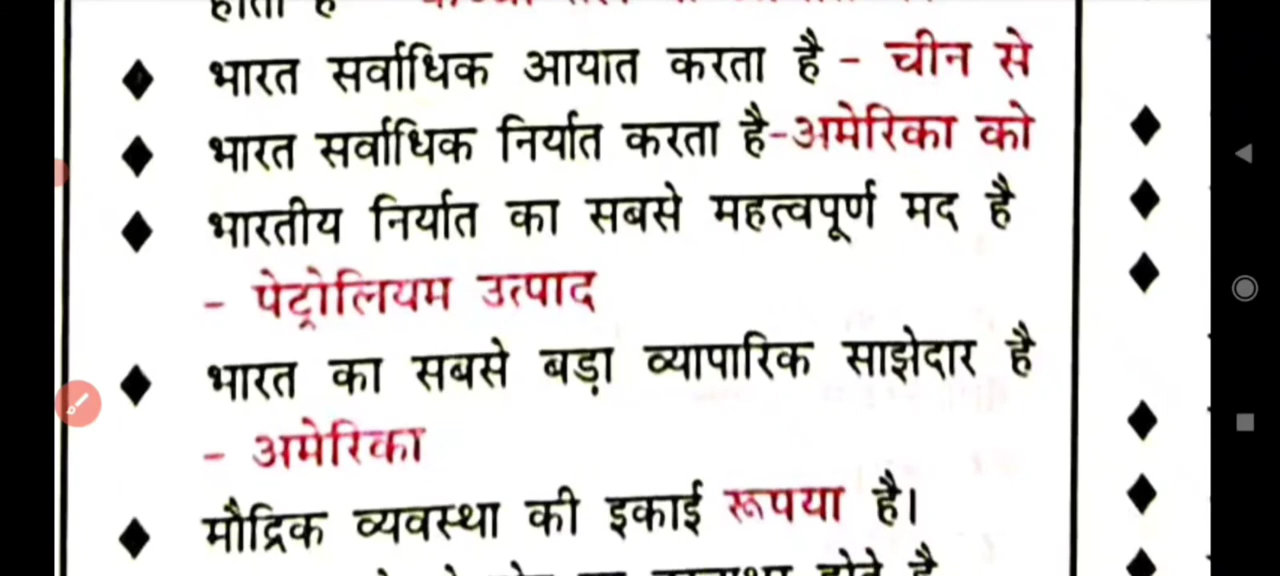 होता है
भारत सर्वाधिक आयात करता है - चीन से
भारत सर्वाधिक निर्यात करता है-अमेरिका को
भारतीय निर्यात का सबसे महत्वपूर्ण मद है
- पेट्रोलियम उत्पाद
भारत का सबसे बड़ा व्यापारिक साझेदार है
- अमेरिका
मौद्रिक व्यवस्था की इकाई रूपया है।
होते है